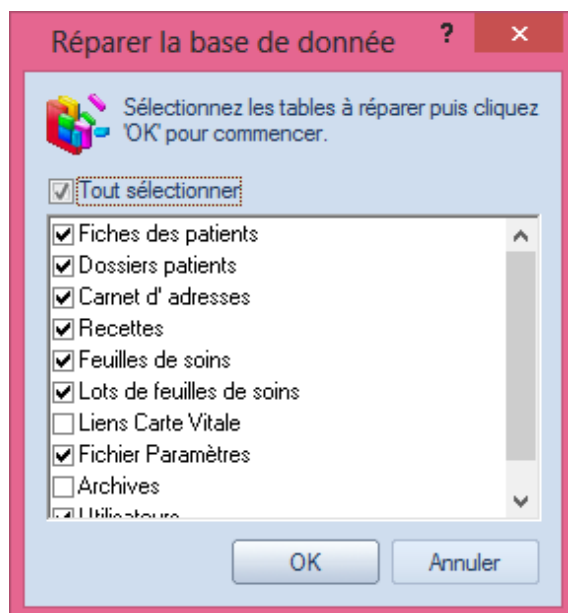 Réparer la base de donnée ? ×
Sélectionnez les tables à réparer puis cliquez
'OK' pour commencer.
Tout sélectionner
Fiches des patients
Dossiers patients
Carnet d' adresses
Recettes
Feuilles de soins
Lots de feuilles de soins
Liens Carte Vitale
Fichier Paramètres
Archives
Utilisateurs
OK Annuler